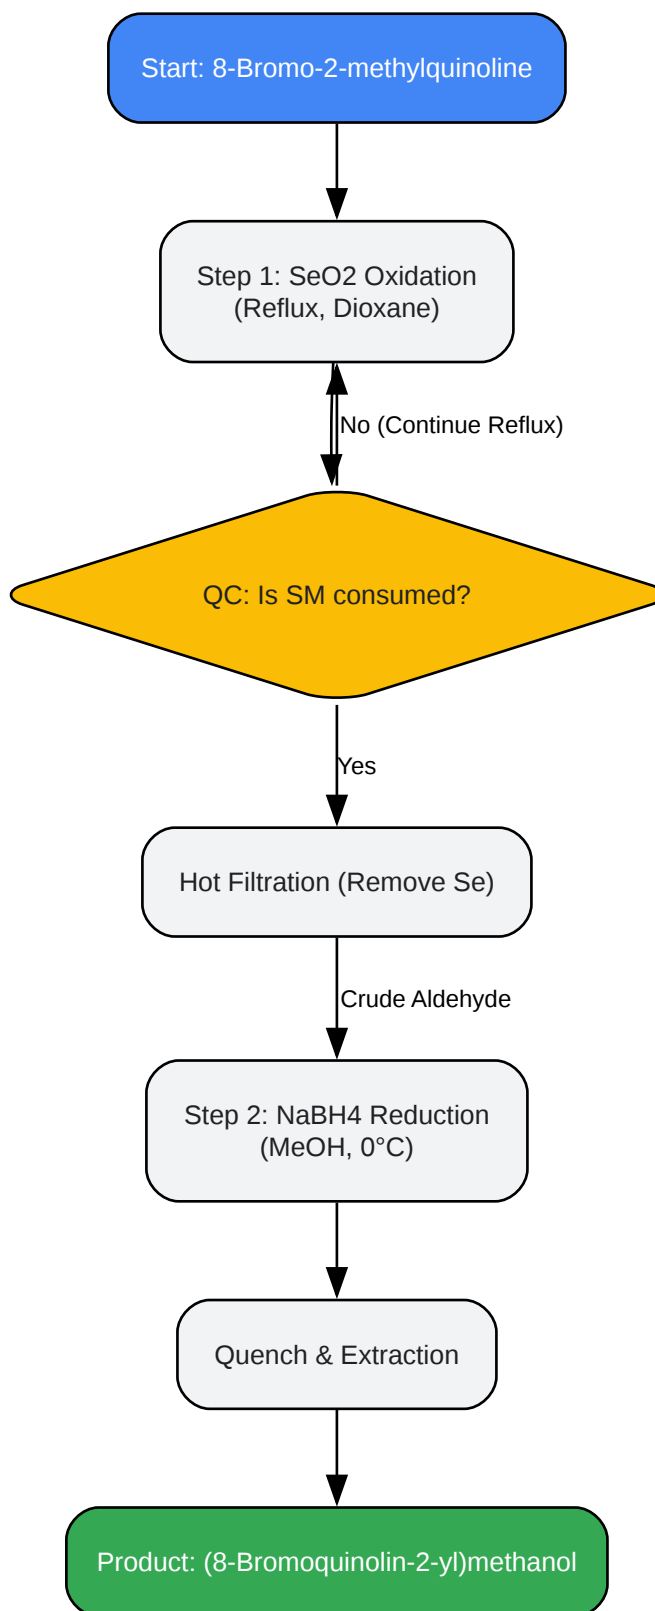 Start: 8-Bromo-2-methylquinoline
Step 1: SeO2 Oxidation
(Reflux, Dioxane)
No (Continue Reflux)
QC: Is SM consumed?
Yes
Hot Filtration (Remove Se)
Crude Aldehyde
Step 2: NaBH4 Reduction
(MeOH, 0°C)
Quench & Extraction
Product: (8-Bromoquinolin-2-yl)methanol